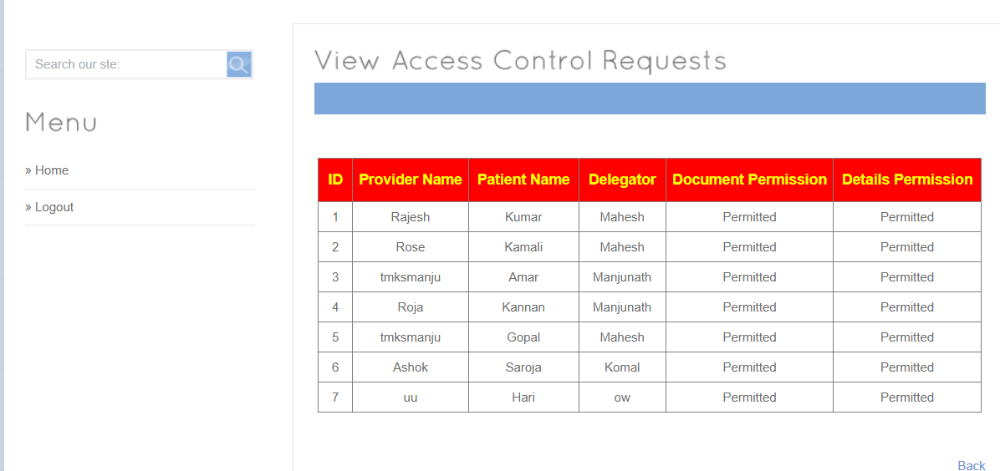 Search our ste:
Menu
» Home
» Logout
View Access Control Requests
ID Provider Name Patient Name Delegator Document Permission Details Permission
1 Rajesh Kumar Mahesh Permitted Permitted
2 Rose Kamali Mahesh Permitted Permitted
3 tmksmanju Amar Manjunath Permitted Permitted
4 Roja Kannan Manjunath Permitted Permitted
5 tmksmanju Gopal Mahesh Permitted Permitted
6 Ashok Saroja Komal Permitted Permitted
7 uu Hari ow Permitted Permitted
Back